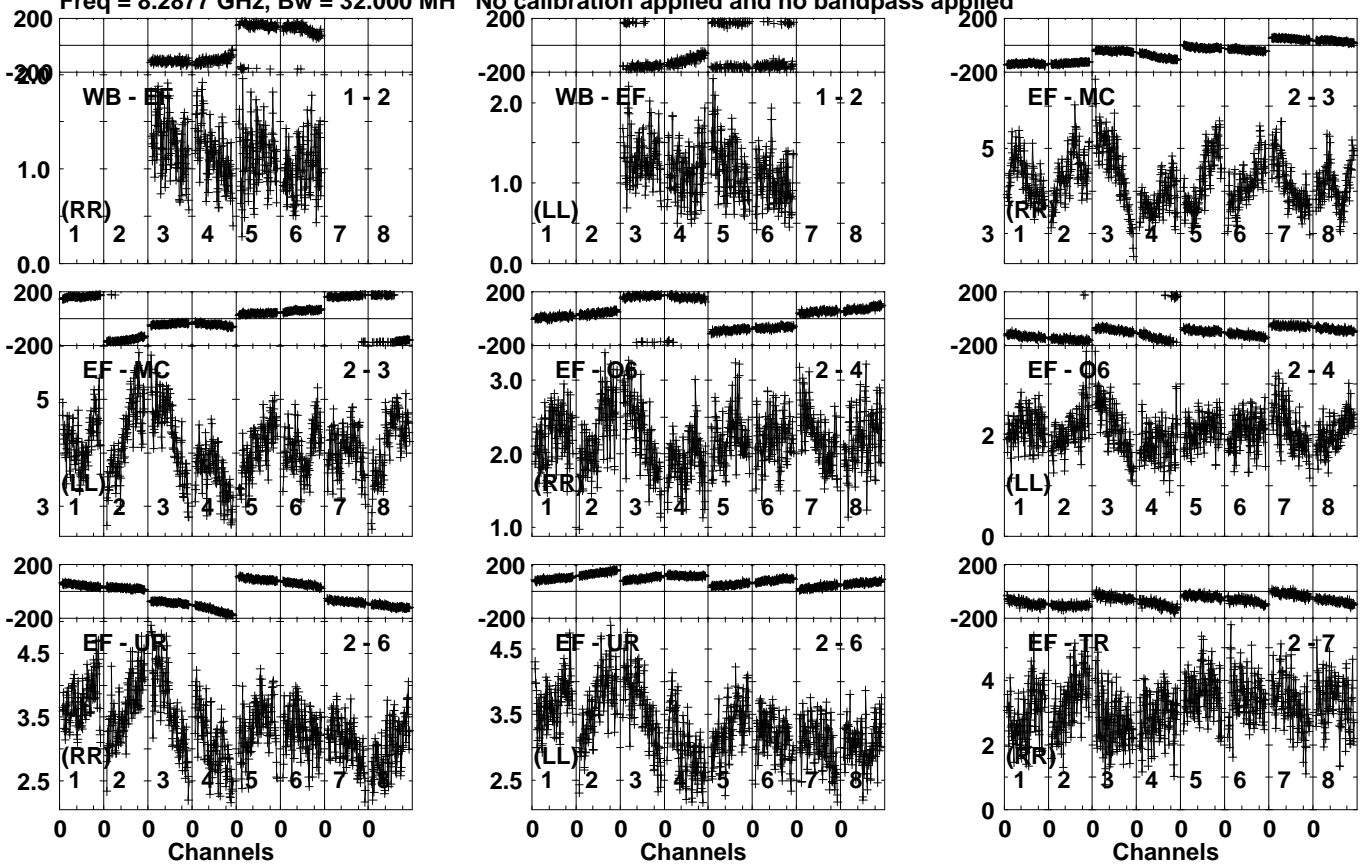 Freq = 8.2877 GHz, Bw = 32.000 MH No calibration applied and no bandpass applied
200
-200
2.0
1.0
0.0
WB - EF 1 - 2
(RR)
1 2 3 4 5 6 7 8
2.0
1.0
0.0
WB - EF 1 - 2
(LL)
1 2 3 4 5 6 7 8
200
-200
5
3
EF - MC 2 - 3
(RR)
1 2 3 4 5 6 7 8
200
-200
5
3
EF - MC 2 - 3
(LL)
1 2 3 4 5 6 7 8
200
-200
3.0
2.0
1.0
EF - O6 2 - 4
(RR)
1 2 3 4 5 6 7 8
200
-200
2
0
EF - O6 2 - 4
(LL)
1 2 3 4 5 6 7 8
200
-200
4.5
3.5
2.5
EF - UR 2 - 6
(RR)
1 2 3 4 5 6 7 8
0 0 0 0 0 0 0 0
Channels
200
-200
4.5
3.5
2.5
EF - UR 2 - 6
(LL)
1 2 3 4 5 6 7 8
0 0 0 0 0 0 0 0
Channels
200
-200
4
2
0
EF - TR 2 - 7
(RR)
1 2 3 4 5 6 7 8
0 0 0 0 0 0 0 0
Channels